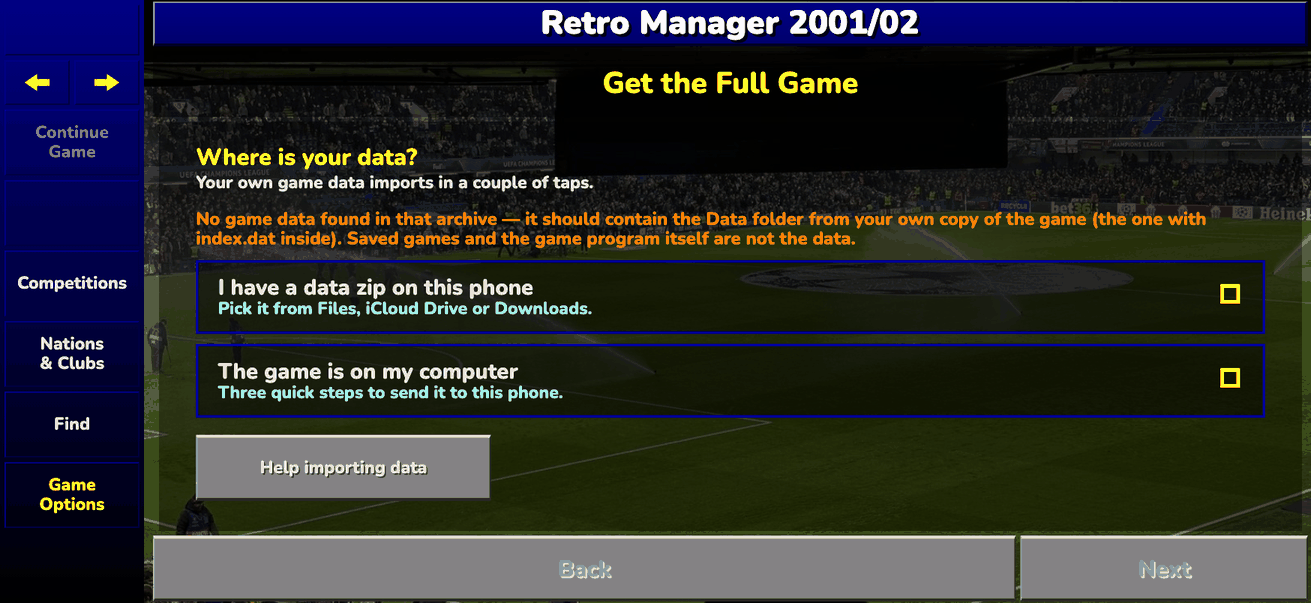 Retro Manager 2001/02
Get the Full Game
Continue
Game
Competitions
Nations
& Clubs
Find
Game
Options
Where is your data?
Your own game data imports in a couple of taps.
No game data found in that archive — it should contain the Data folder from your own copy of the game (the one with
index.dat inside). Saved games and the game program itself are not the data.
I have a data zip on this phone
Pick it from Files, iCloud Drive or Downloads.
The game is on my computer
Three quick steps to send it to this phone.
Help importing data
Back
Next